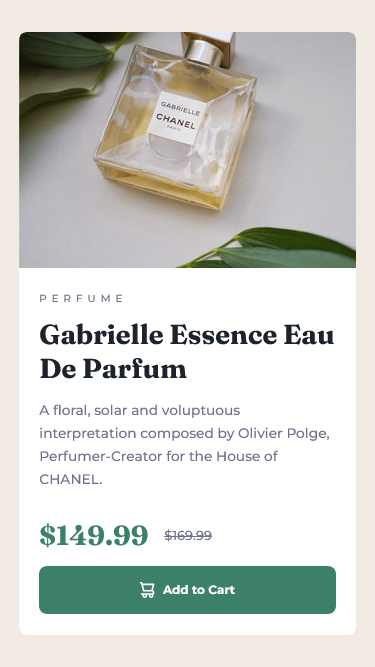 GABRIELLE
CHANEL
PARIS
PERFUME
Gabrielle Essence Eau
De Parfum
A floral, solar and voluptuous
interpretation composed by Olivier Polge,
Perfumer-Creator for the House of
CHANEL.
$149.99 $169.99
Add to Cart